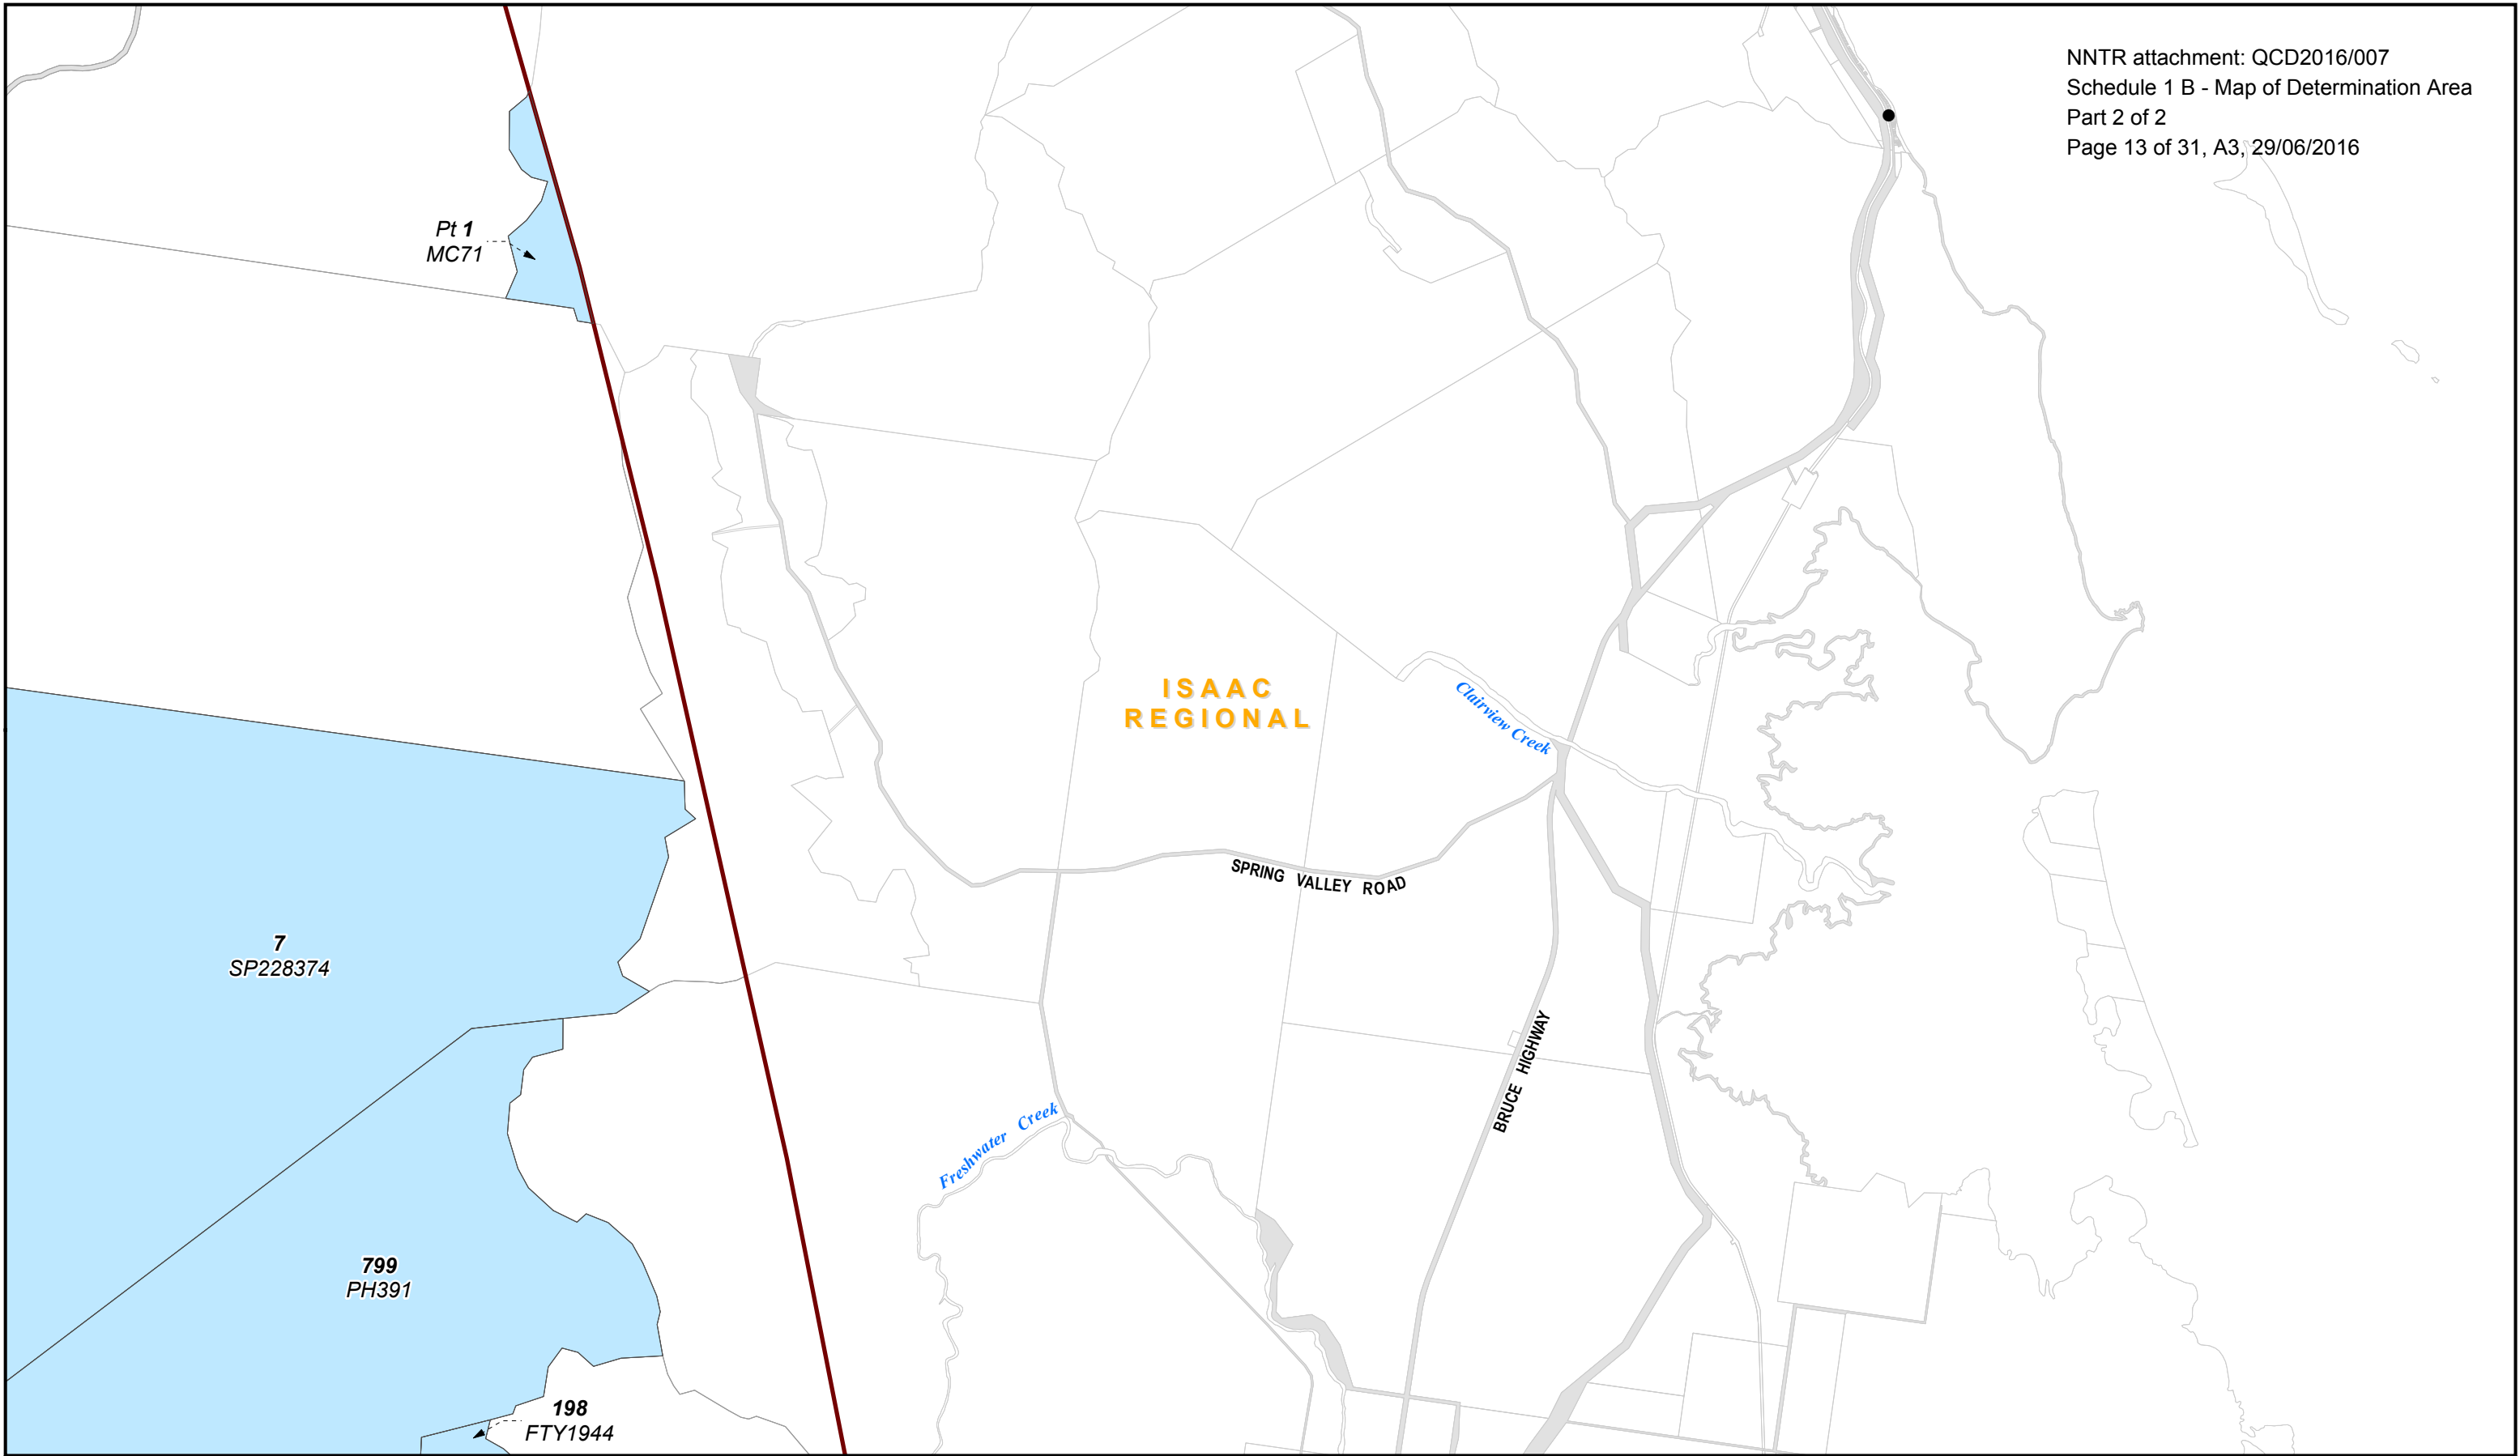 NNTR attachment: QCD2016/007
Schedule 1 B - Map of Determination Area
Part 2 of 2
Page 13 of 31, A3, 29/06/2016
Pt 1
MC71
ISAAC
REGIONAL
Clairview Creek
SPRING VALLEY ROAD
7
SP228374
BRUCE HIGHWAY
Freshwater Creek
799
PH391
198
FTY1944